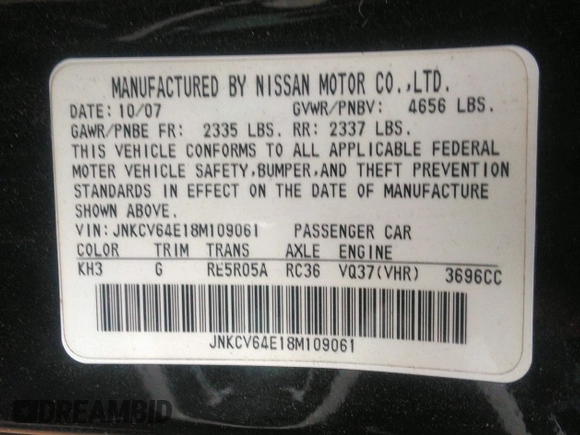 MANUFACTURED BY NISSAN MOTOR CO.,LTD.
DATE: 10/07 GVWR/PNBV: 4656 LBS.
GAWR/PNBE FR: 2335 LBS. RR: 2337 LBS.
THIS VEHICLE CONFORMS TO ALL APPLICABLE FEDERAL
MOTOR VEHICLE SAFETY,BUMPER,AND THEFT PREVENTION
STANDARDS IN EFFECT ON THE DATE OF MANUFACTURE
SHOWN ABOVE.
VIN: JNKCV64E18M109061 PASSENGER CAR
COLOR TRIM TRANS AXLE ENGINE
KH3 G RE5R05A RC36 VQ37(VHR) 3696CC
JNKCV64E18M109061
DREAMBID